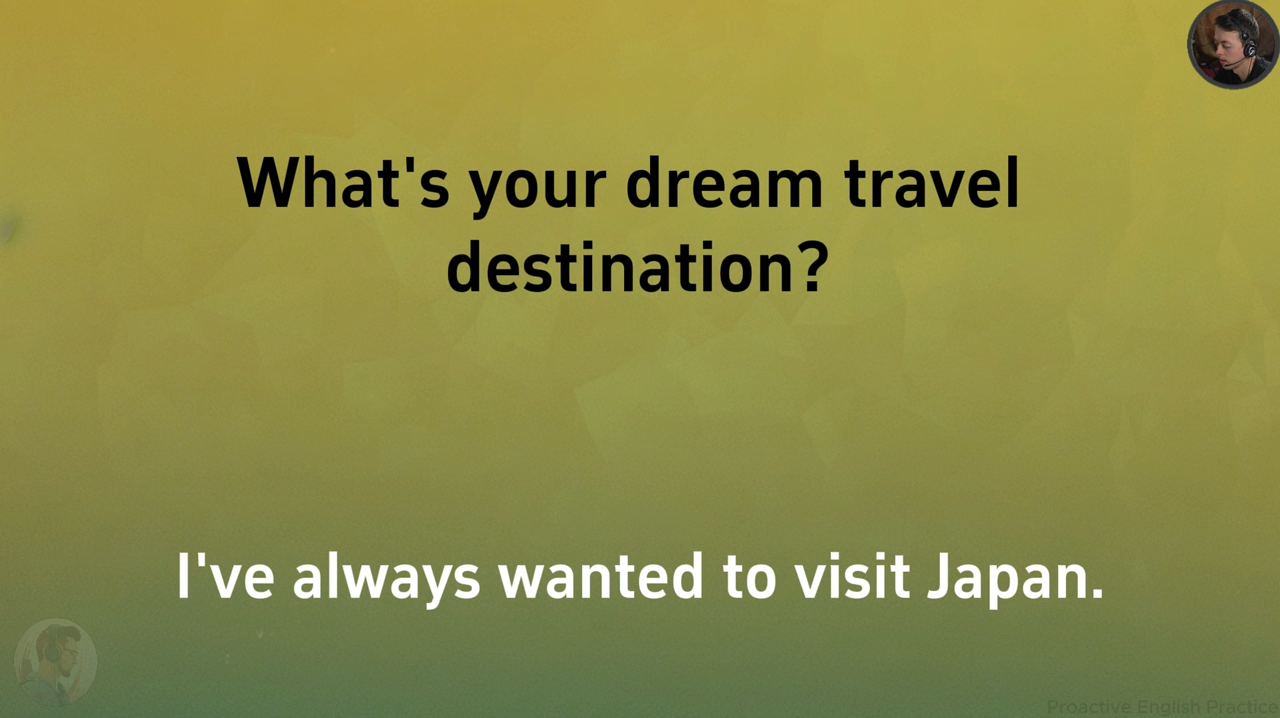 What's your dream travel
destination?
I've always wanted to visit Japan.
Proactive English Practice